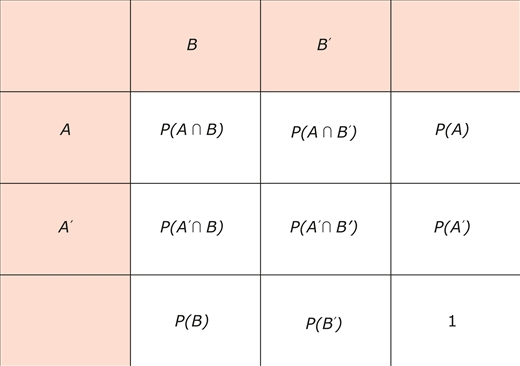 B B′
A P(A ∩ B) P(A ∩ B′) P(A)
A′ P(A′∩ B) P(A′∩ B′) P(A′)
P(B) P(B′) 1